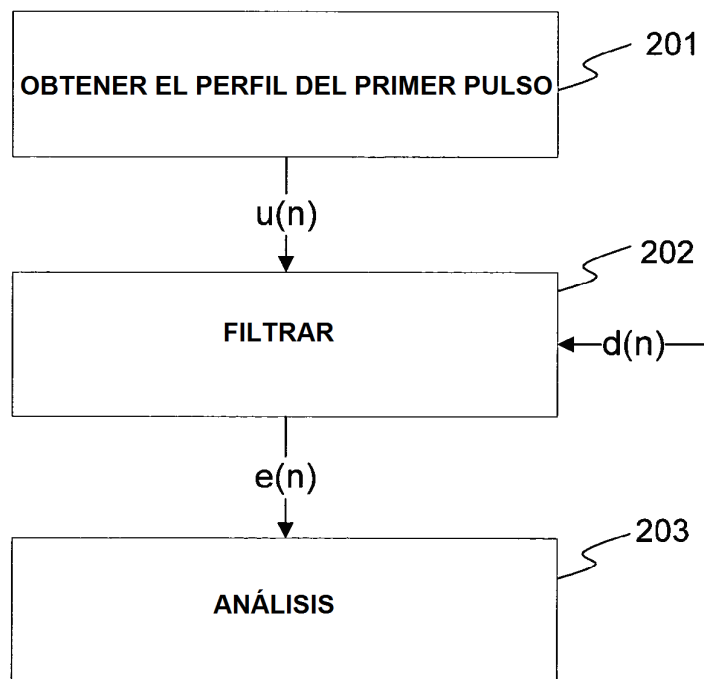 201
OBTENER EL PERFIL DEL PRIMER PULSO
u(n)
202
FILTRAR
d(n)
e(n)
203
ANÁLISIS